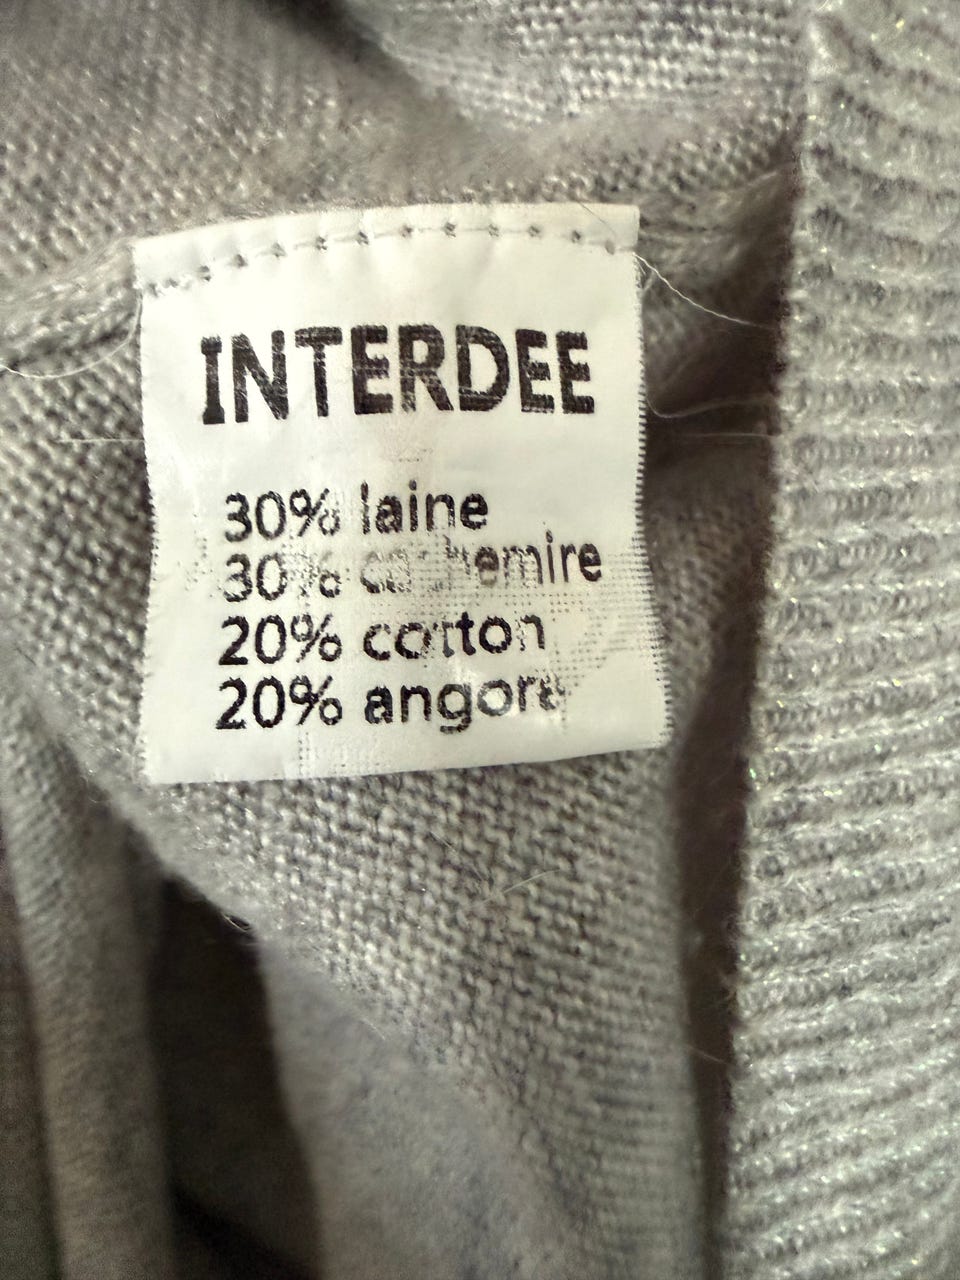 INTERDEE
30% laine
30% cachemire
20% cotton
20% angora